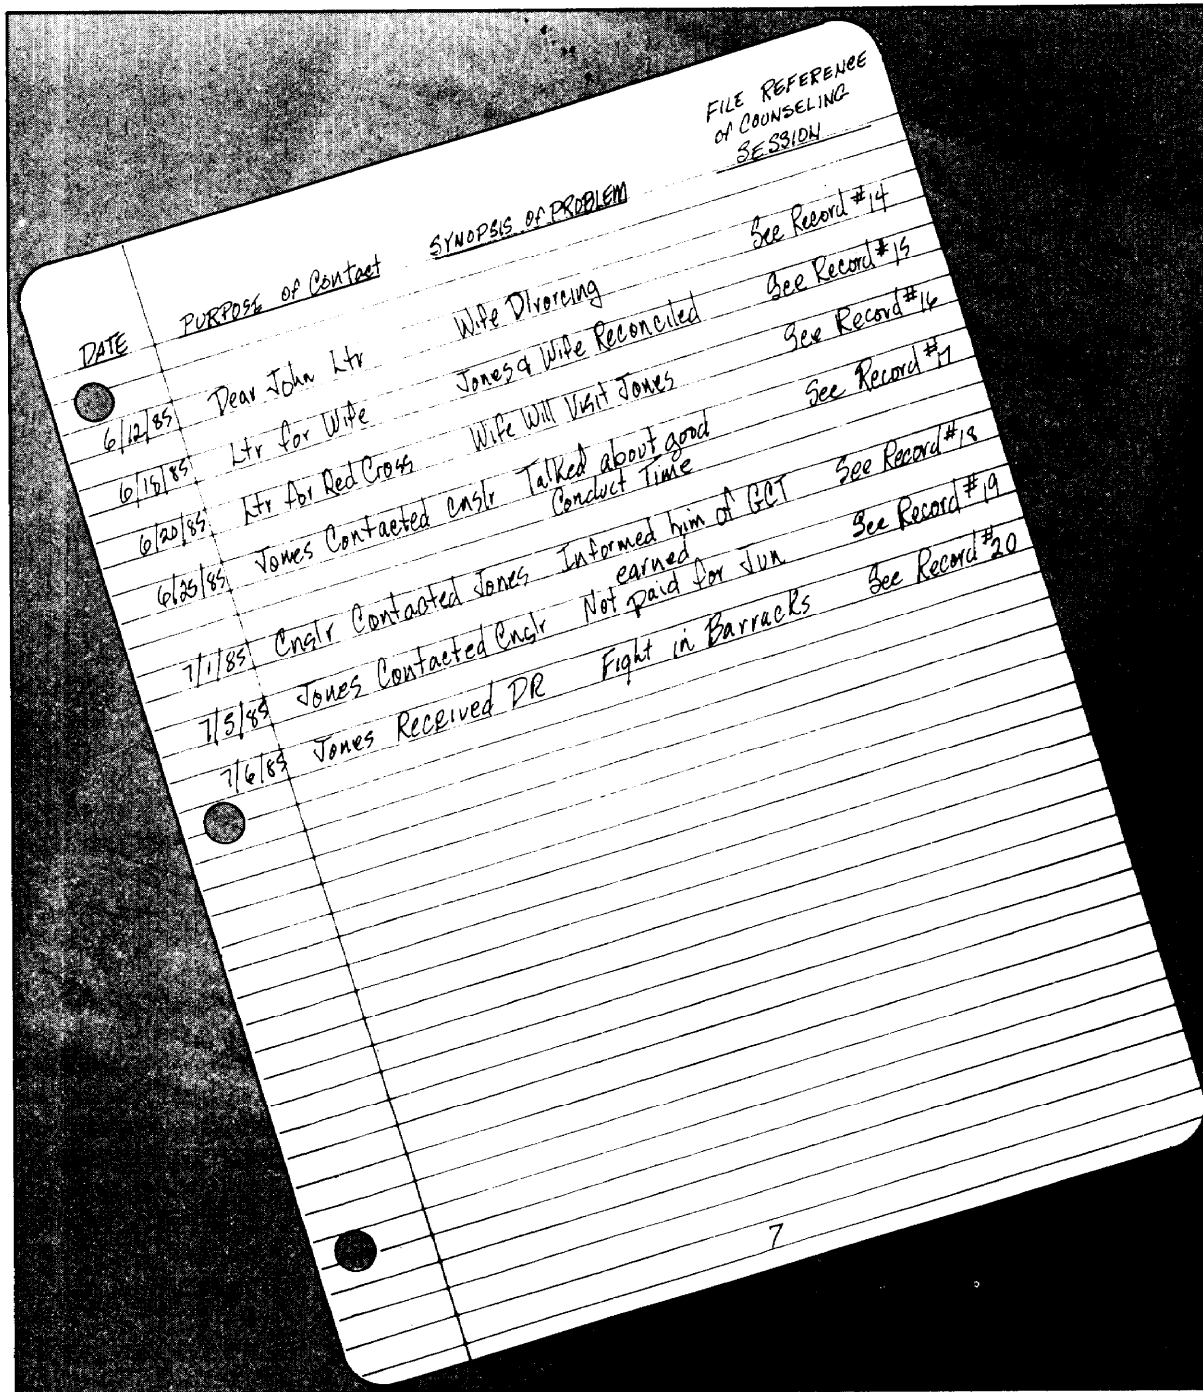 FILE REFERENCE
of COUNSELING
SESSION
DATE PURPOSE of Contact SYNOPSIS of PROBLEM
6/12/85 Dear John Ltr Wife Divorcing See Record #14
6/15/85 Ltr for Wife Jones & Wife Reconciled See Record #15
6/20/85 Ltr for Red Cross Wife Will Visit Jones See Record #16
6/25/85 Jones Contacted Cnslr Talked about good See Record #17
Conduct Time
7/1/85 Cnslr Contacted Jones Informed him of GCT See Record #18
earned
7/5/85 Jones Contacted Cnslr Not paid for Jun See Record #19
7/6/85 Jones Received DR Fight in Barracks See Record #20
7